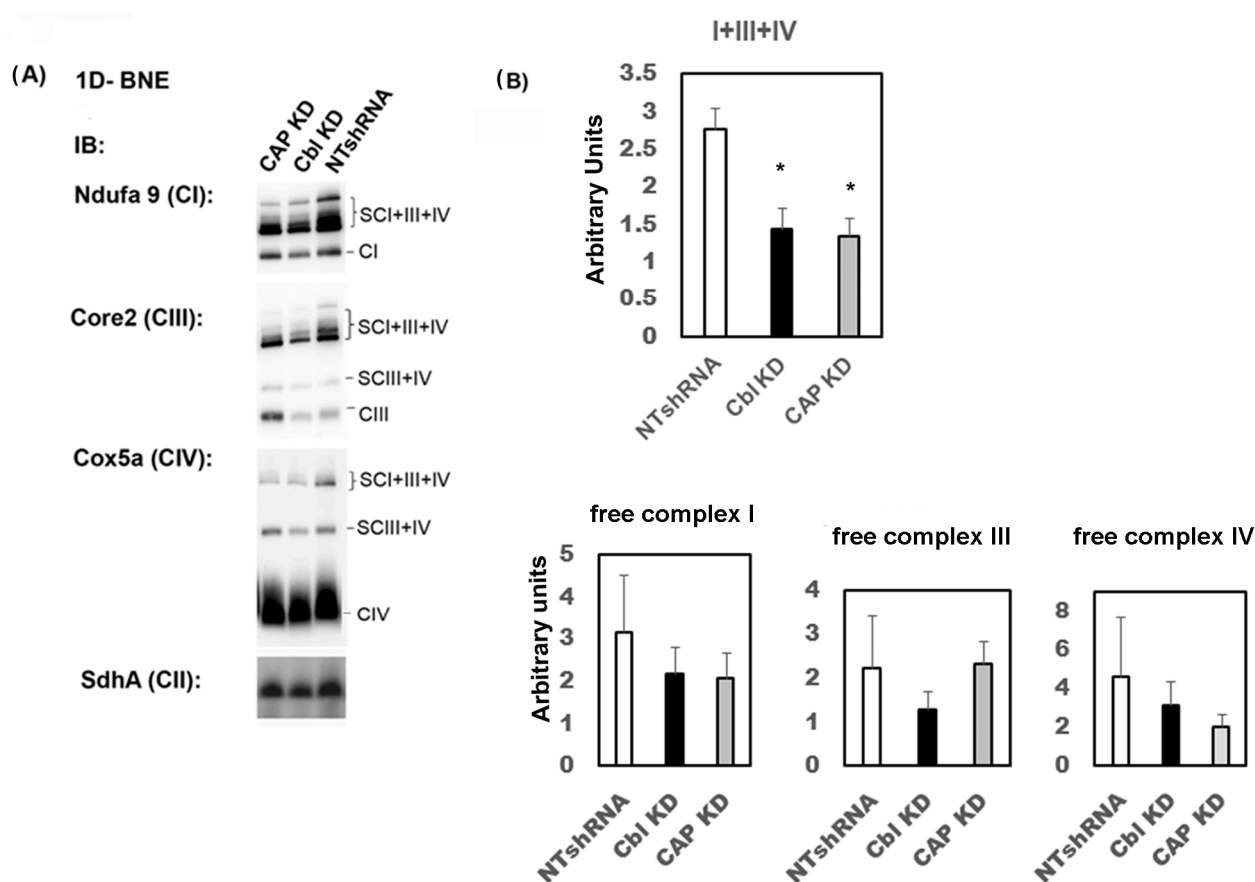 (A)
1D- BNE
IB:
CAP KD
Cbl KD
NTshRNA
Ndufa 9 (CI):
SCI+III+IV
CI
Core2 (CIII):
SCI+III+IV
SCIII+IV
CIII
Cox5a (CIV):
SCI+III+IV
SCIII+IV
CIV
SdhA (CII):
(B)
I+III+IV
Arbitrary Units
3.5
3
2.5
2
1.5
1
0.5
0
*
*
NTshRNA
Cbl KD
CAP KD
free complex I
Arbitrary units
5
4
3
2
1
0
NTshRNA
Cbl KD
CAP KD
free complex III
4
3
2
1
0
NTshRNA
Cbl KD
CAP KD
free complex IV
8
6
4
2
0
NTshRNA
Cbl KD
CAP KD